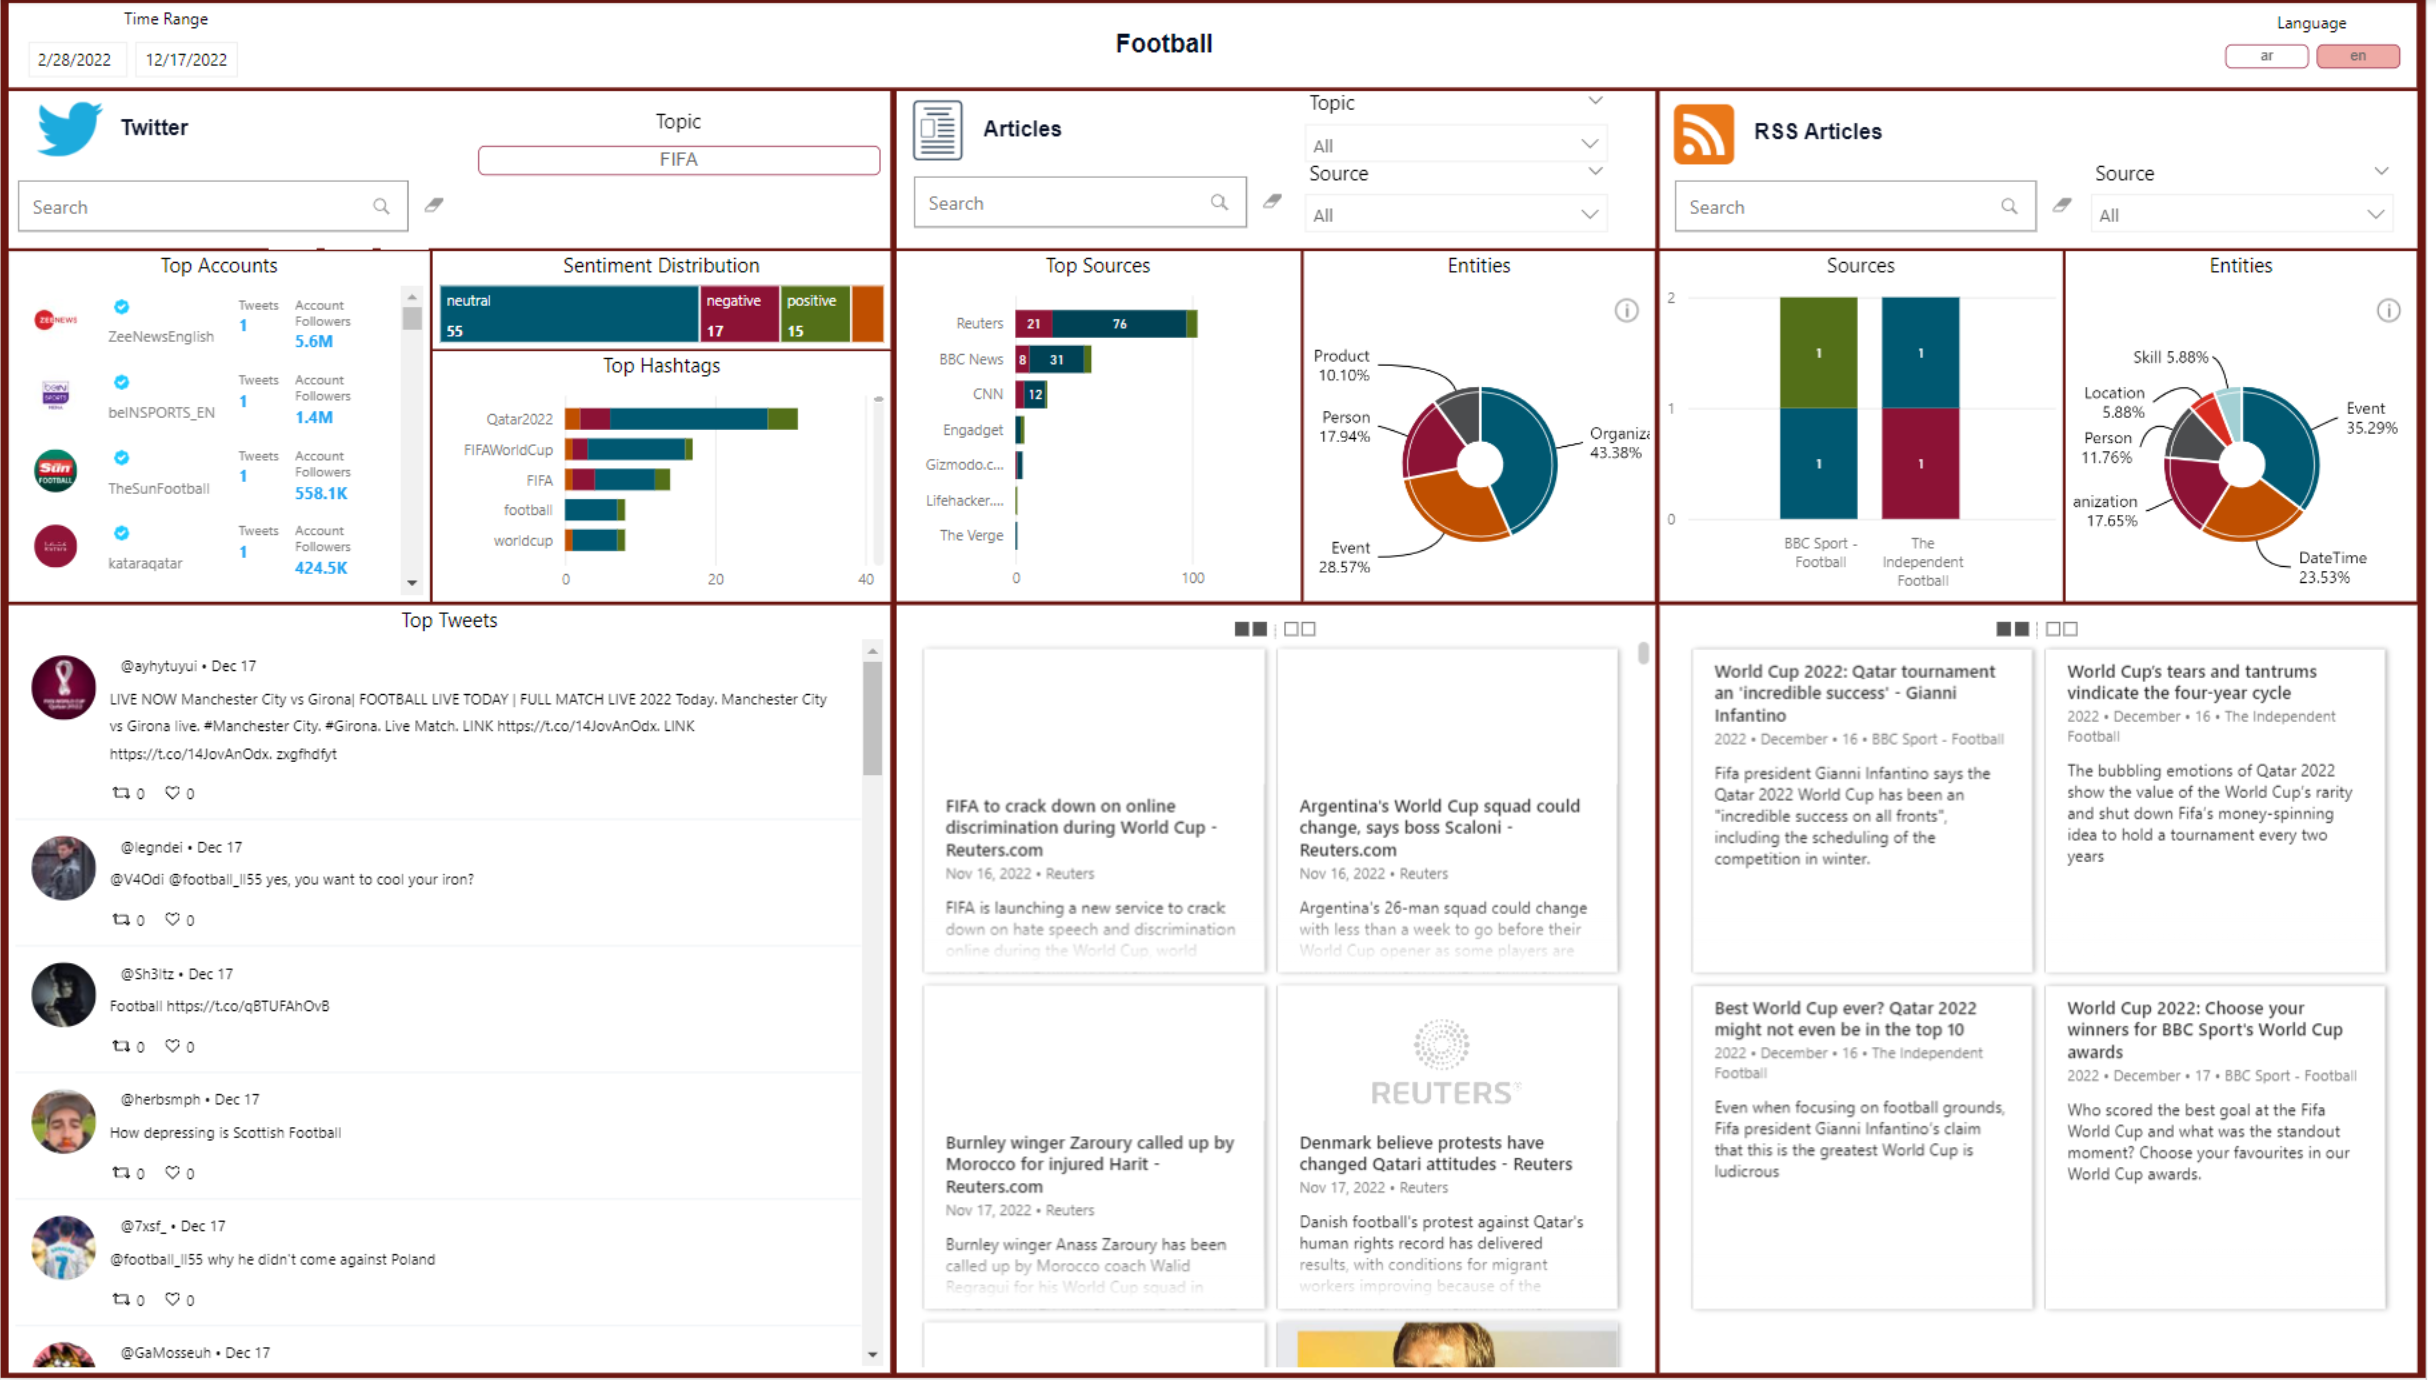 Time Range
2/28/2022
12/17/2022
Football
Language
ar
en
Twitter
Topic
FIFA
Search
Articles
Topic
All
Source
All
Search
RSS Articles
Search
Source
All
Top Accounts
ZEE NEWS
ZeeNewsEnglish
Tweets
1
Account
Followers
5.6M
beIN
SPORTS
beINSPORTS_EN
Tweets
1
Account
Followers
1.4M
Sun
FOOTBALL
TheSunFootball
Tweets
1
Account
Followers
558.1K
kataraqatar
Tweets
1
Account
Followers
424.5K
Sentiment Distribution
neutral
55
negative
17
positive
15
Top Hashtags
Qatar2022
FIFAWorldCup
FIFA
football
worldcup
0
20
40
Top Sources
Reuters
21
76
BBC News
8
31
CNN
12
Engadget
Gizmodo.c...
Lifehacker....
The Verge
0
100
Entities
Product
10.10%
Person
17.94%
Organiz
43.38%
Event
28.57%
Sources
2
1
0
1
1
1
1
BBC Sport -
Football
The
Independent
Football
Entities
Skill 5.88%
Location
5.88%
Person
11.76%
anization
17.65%
Event
35.29%
DateTime
23.53%
Top Tweets
@ayhytuyui • Dec 17
LIVE NOW Manchester City vs Girona| FOOTBALL LIVE TODAY | FULL MATCH LIVE 2022 Today. Manchester City
vs Girona live. #Manchester City. #Girona. Live Match. LINK https://t.co/14JovAnOdx. LINK
https://t.co/14JovAnOdx. zxgfhdfyt
0
0
@legndei • Dec 17
@V4Odi @football_ll55 yes, you want to cool your iron?
0
0
@Sh3ltz • Dec 17
Football https://t.co/qBTUFAhOvB
0
0
@herbsmph • Dec 17
How depressing is Scottish Football
0
0
@7xsf_ • Dec 17
@football_ll55 why he didn't come against Poland
0
0
@GaMosseuh • Dec 17
FIFA to crack down on online
discrimination during World Cup -
Reuters.com
Nov 16, 2022 • Reuters
FIFA is launching a new service to crack
down on hate speech and discrimination
online during the World Cup, world
Argentina's World Cup squad could
change, says boss Scaloni -
Reuters.com
Nov 16, 2022 • Reuters
Argentina's 26-man squad could change
with less than a week to go before their
World Cup opener as some players are
Burnley winger Zaroury called up by
Morocco for injured Harit -
Reuters.com
Nov 17, 2022 • Reuters
Burnley winger Anass Zaroury has been
called up by Morocco coach Walid
Regragui for his World Cup squad in
REUTERS
Denmark believe protests have
changed Qatari attitudes - Reuters
Nov 17, 2022 • Reuters
Danish football's protest against Qatar's
human rights record has delivered
results, with conditions for migrant
workers improving because of the
World Cup 2022: Qatar tournament
an 'incredible success' - Gianni
Infantino
2022 • December • 16 • BBC Sport - Football
Fifa president Gianni Infantino says the
Qatar 2022 World Cup has been an
"incredible success on all fronts",
including the scheduling of the
competition in winter.
World Cup's tears and tantrums
vindicate the four-year cycle
2022 • December • 16 • The Independent
Football
The bubbling emotions of Qatar 2022
show the value of the World Cup's rarity
and shut down Fifa's money-spinning
idea to hold a tournament every two
years
Best World Cup ever? Qatar 2022
might not even be in the top 10
2022 • December • 16 • The Independent
Football
Even when focusing on football grounds,
Fifa president Gianni Infantino's claim
that this is the greatest World Cup is
ludicrous
World Cup 2022: Choose your
winners for BBC Sport's World Cup
awards
2022 • December • 17 • BBC Sport - Football
Who scored the best goal at the Fifa
World Cup and what was the standout
moment? Choose your favourites in our
World Cup awards.